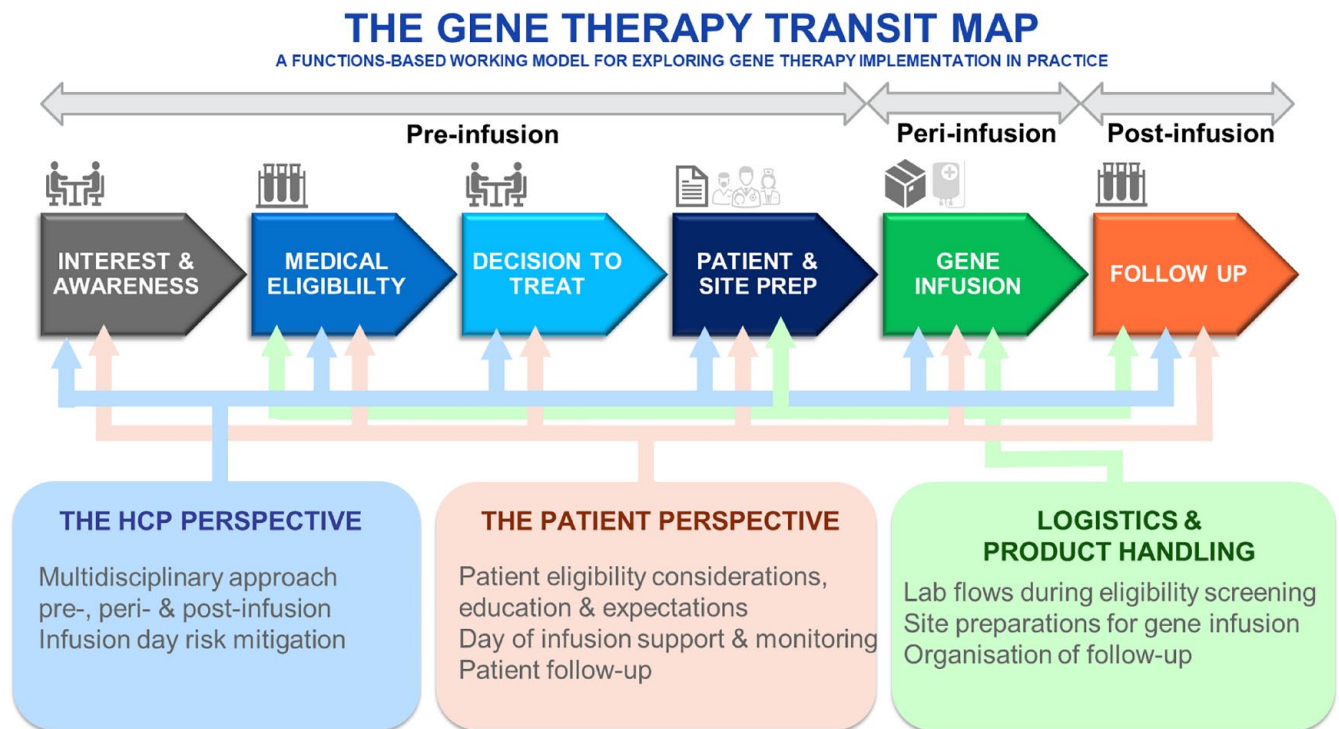 THE GENE THERAPY TRANSIT MAP
A FUNCTIONS-BASED WORKING MODEL FOR EXPLORING GENE THERAPY IMPLEMENTATION IN PRACTICE
Pre-infusion
Peri-infusion
Post-infusion
INTEREST &
AWARENESS
MEDICAL
ELIGIBLILTY
DECISION TO
TREAT
PATIENT &
SITE PREP
GENE
INFUSION
FOLLOW UP
THE HCP PERSPECTIVE
Multidisciplinary approach
pre-, peri- & post-infusion
Infusion day risk mitigation
THE PATIENT PERSPECTIVE
Patient eligibility considerations,
education & expectations
Day of infusion support & monitoring
Patient follow-up
LOGISTICS &
PRODUCT HANDLING
Lab flows during eligibility screening
Site preparations for gene infusion
Organisation of follow-up